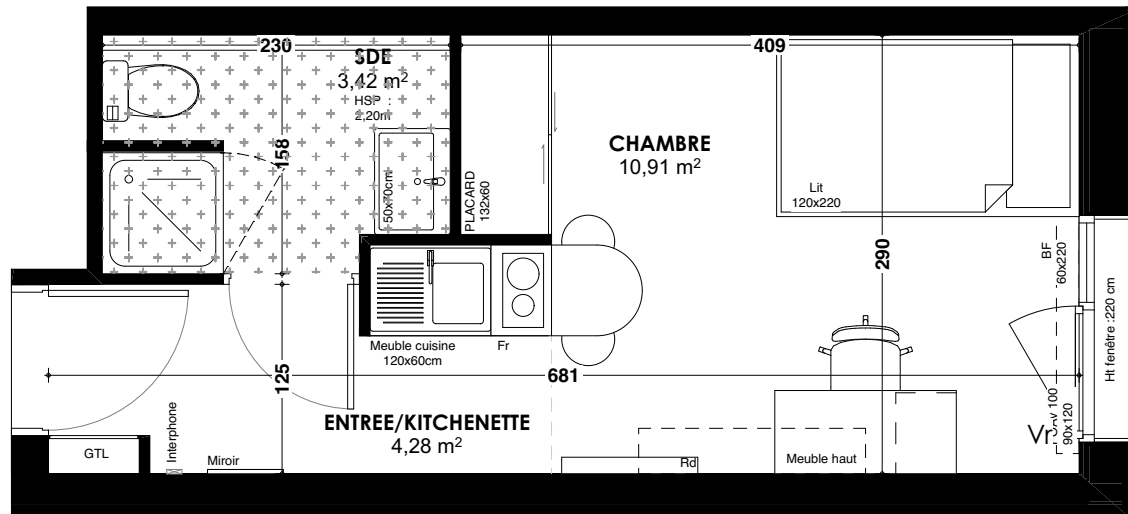 230
SDE
3,42 m²
HSP :
2,20m
158
50x70cm
PLACARD
132x60
409
CHAMBRE
10,91 m²
Lit
120x220
290
BF
60x220
Ht fenêtre :220 cm
Meuble cuisine
120x60cm
Fr
R
125
681
ENTREE/KITCHENETTE
4,28 m²
GTL
Interphone
Miroir
Rd
Meuble haut
100
90x120